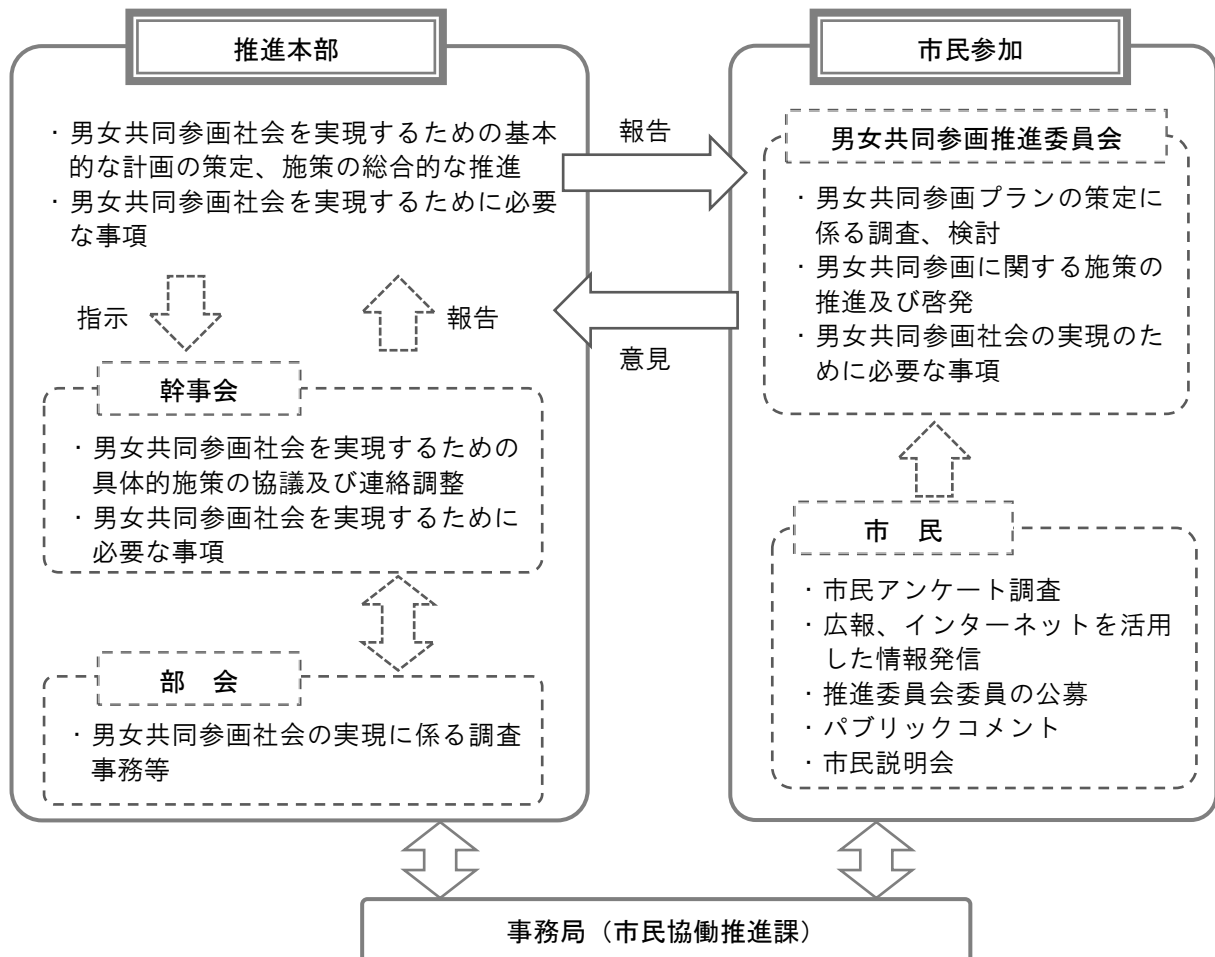 推進本部
・男女共同参画社会を実現するための基本
的な計画の策定、施策の総合的な推進
・男女共同参画社会を実現するために必要
な事項
指示
報告
幹事会
・男女共同参画社会を実現するための
具体的施策の協議及び連絡調整
・男女共同参画社会を実現するために
必要な事項
部　会
・男女共同参画社会の実現に係る調査
事務等
報告
意見
市民参加
男女共同参画推進委員会
・男女共同参画プランの策定に
係る調査、検討
・男女共同参画に関する施策の
推進及び啓発
・男女共同参画社会の実現のた
めに必要な事項
市　民
・市民アンケート調査
・広報、インターネットを活用
した情報発信
・推進委員会委員の公募
・パブリックコメント
・市民説明会
事務局（市民協働推進課）